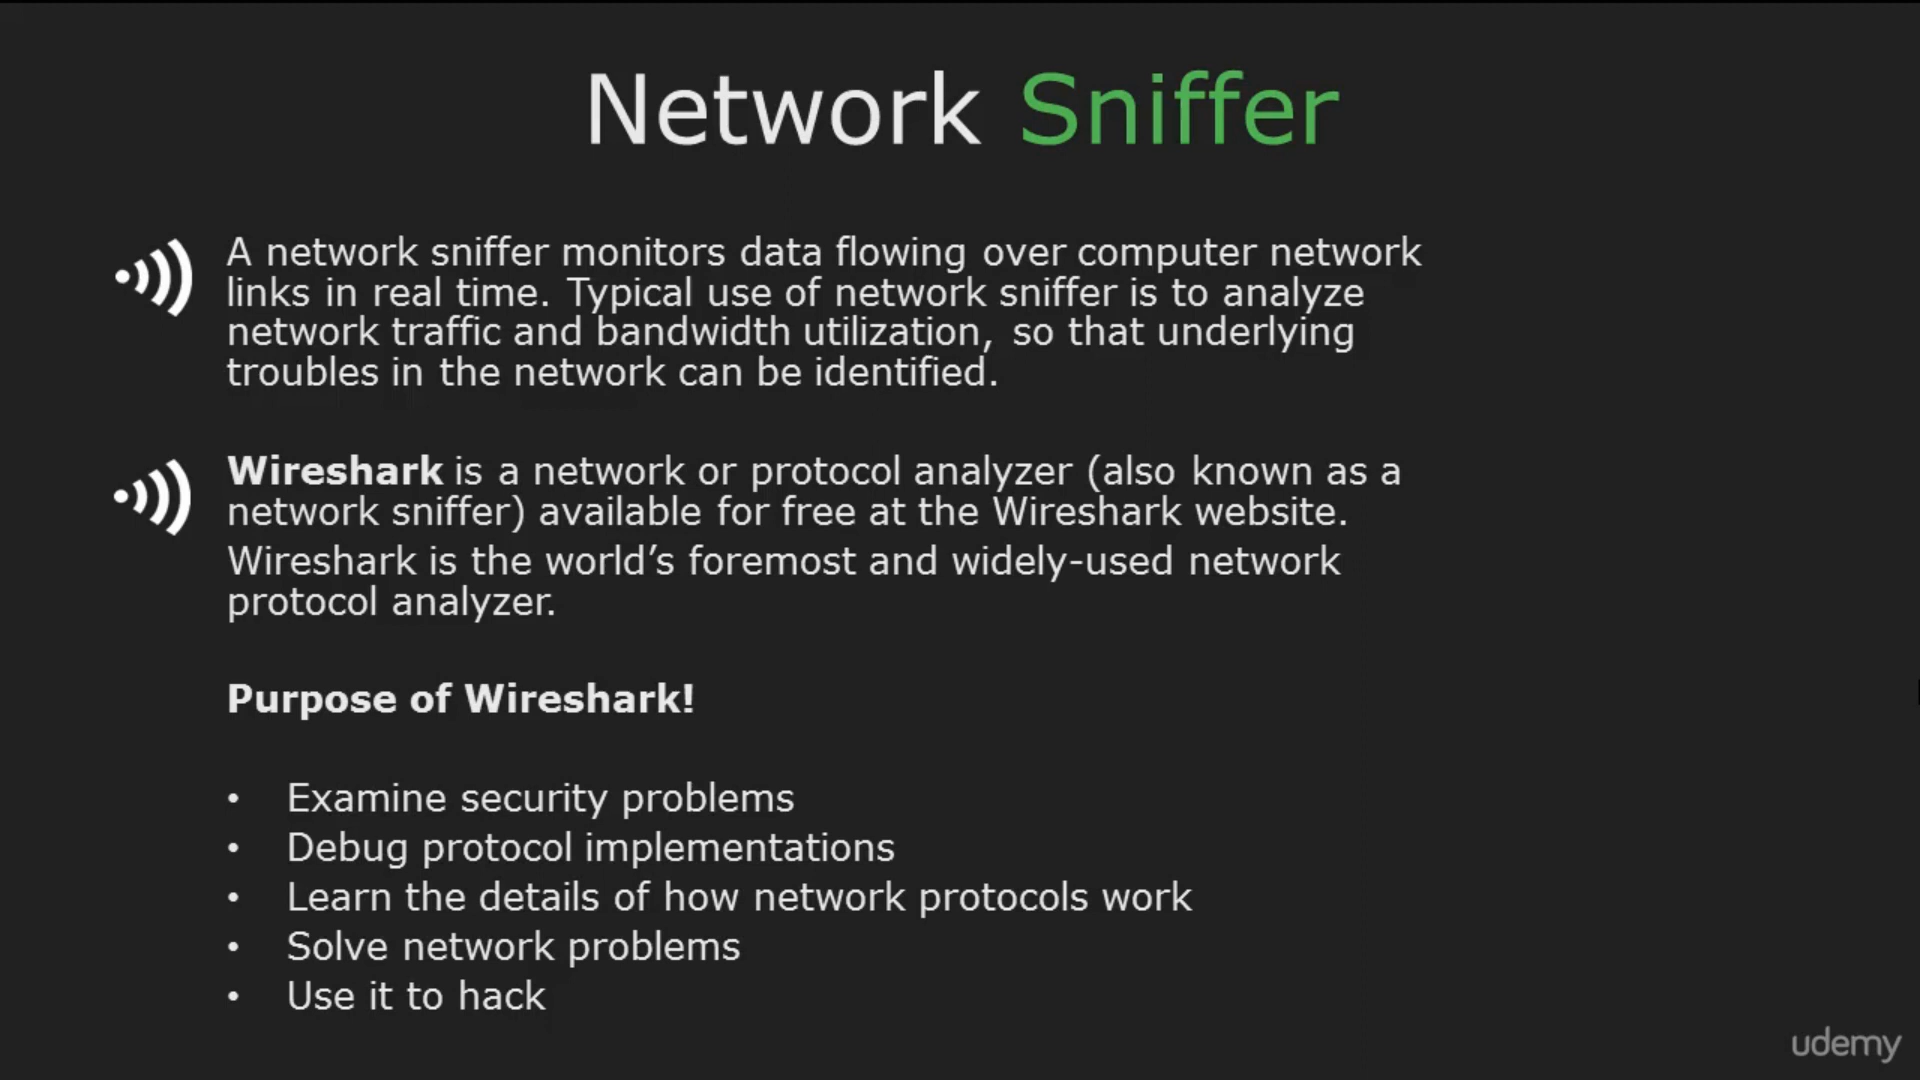 Network Sniffer
A network sniffer monitors data flowing over computer network
links in real time. Typical use of network sniffer is to analyze
network traffic and bandwidth utilization, so that underlying
troubles in the network can be identified.
Wireshark is a network or protocol analyzer (also known as a
network sniffer) available for free at the Wireshark website.
Wireshark is the world’s foremost and widely-used network
protocol analyzer.
Purpose of Wireshark!
• Examine security problems
• Debug protocol implementations
• Learn the details of how network protocols work
• Solve network problems
• Use it to hack
udemy